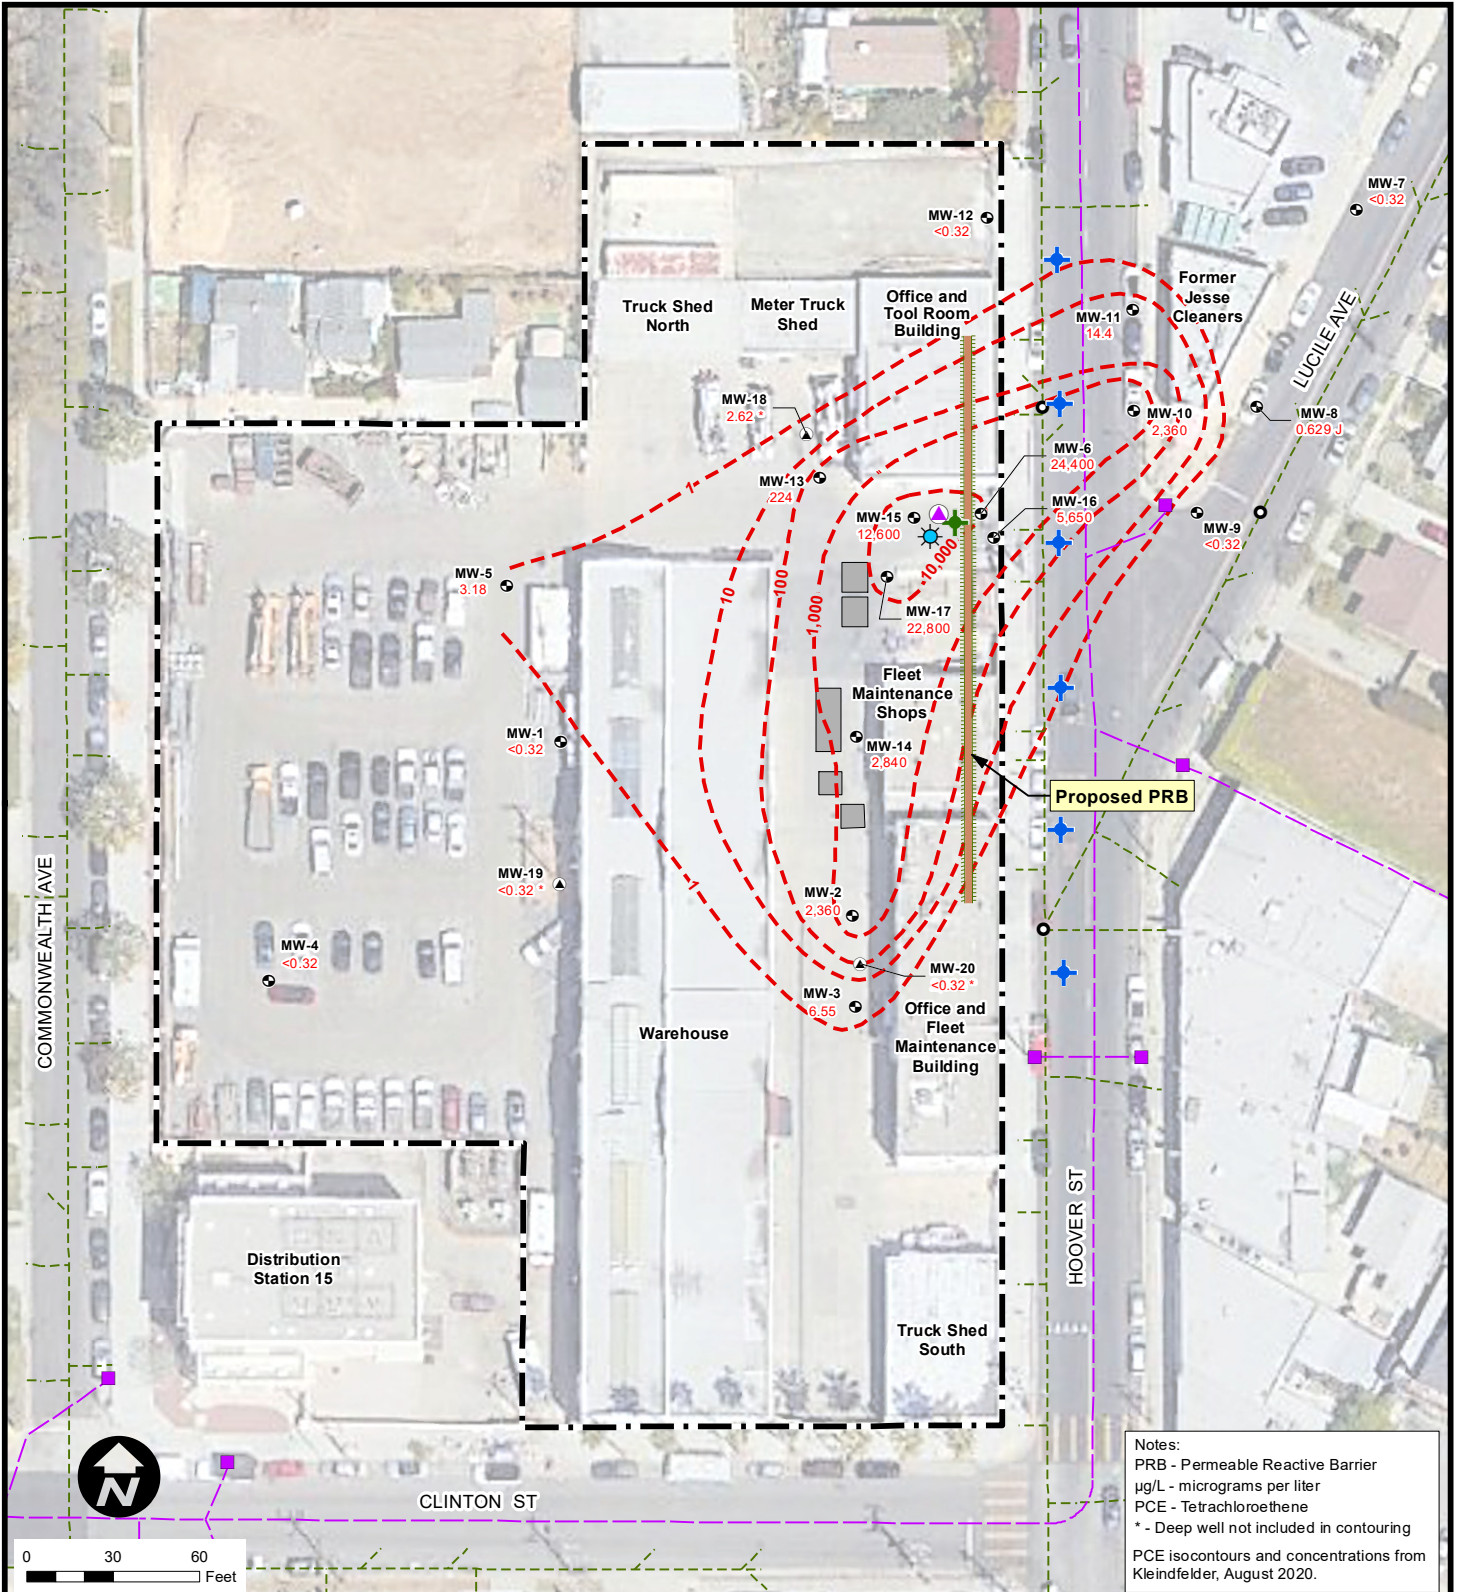 MW-7
<0.32
MW-12
<0.32
Former
Jesse
Cleaners
Office and
Tool Room
Building
Truck Shed
North
Meter Truck
Shed
MW-11
14.4
LUCILE AVE
MW-18
2.62 *
MW-10
2,360
MW-8
0.629 J
MW-6
24,400
MW-13
224
1
MW-16
5,650
MW-15
12,600
MW-9
<0.32
10,000
MW-5
3.18
10
100
1,000
MW-17
22,800
Fleet
Maintenance
Shops
MW-1
<0.32
MW-14
2,840
Proposed PRB
MW-19
<0.32 *
1
MW-2
2,360
COMMONWEALTH AVE
MW-4
<0.32
MW-20
<0.32 *
MW-3
6.55
Office and
Fleet
Maintenance
Building
Warehouse
HOOVER ST
Distribution
Station 15
Truck Shed
South
N
CLINTON ST
0 30 60
Feet
Notes:
PRB - Permeable Reactive Barrier
µg/L - micrograms per liter
PCE - Tetrachloroethene
* - Deep well not included in contouring
PCE isocontours and concentrations from
Kleindfelder, August 2020.